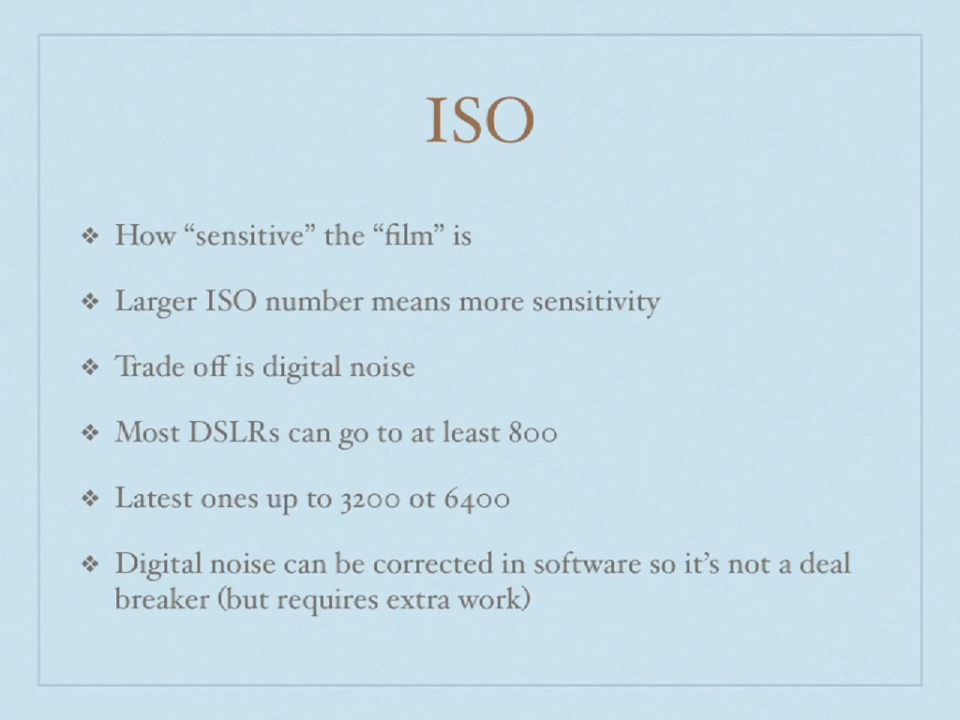 ISO
❖ How “sensitive” the “film” is
❖ Larger ISO number means more sensitivity
❖ Trade off is digital noise
❖ Most DSLRs can go to at least 800
❖ Latest ones up to 3200 ot 6400
❖ Digital noise can be corrected in software so it’s not a deal
breaker (but requires extra work)